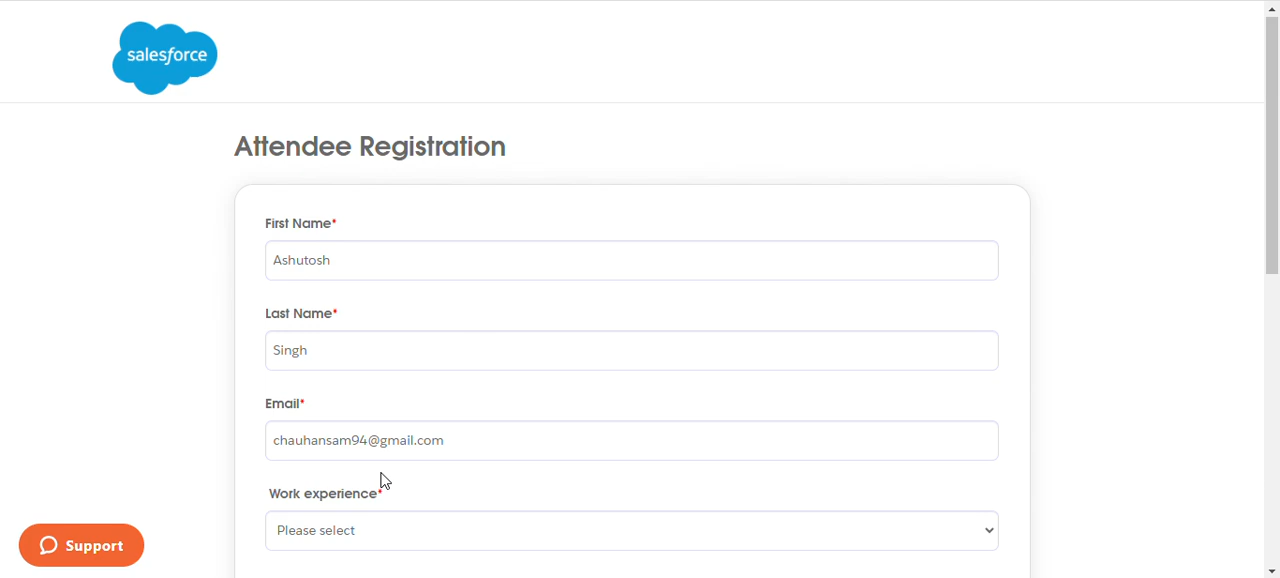 salesforce
Attendee Registration
First Name*
Ashutosh
Last Name*
Singh
Email*
chauhansam94@gmail.com
Work experience*
Please select
Support